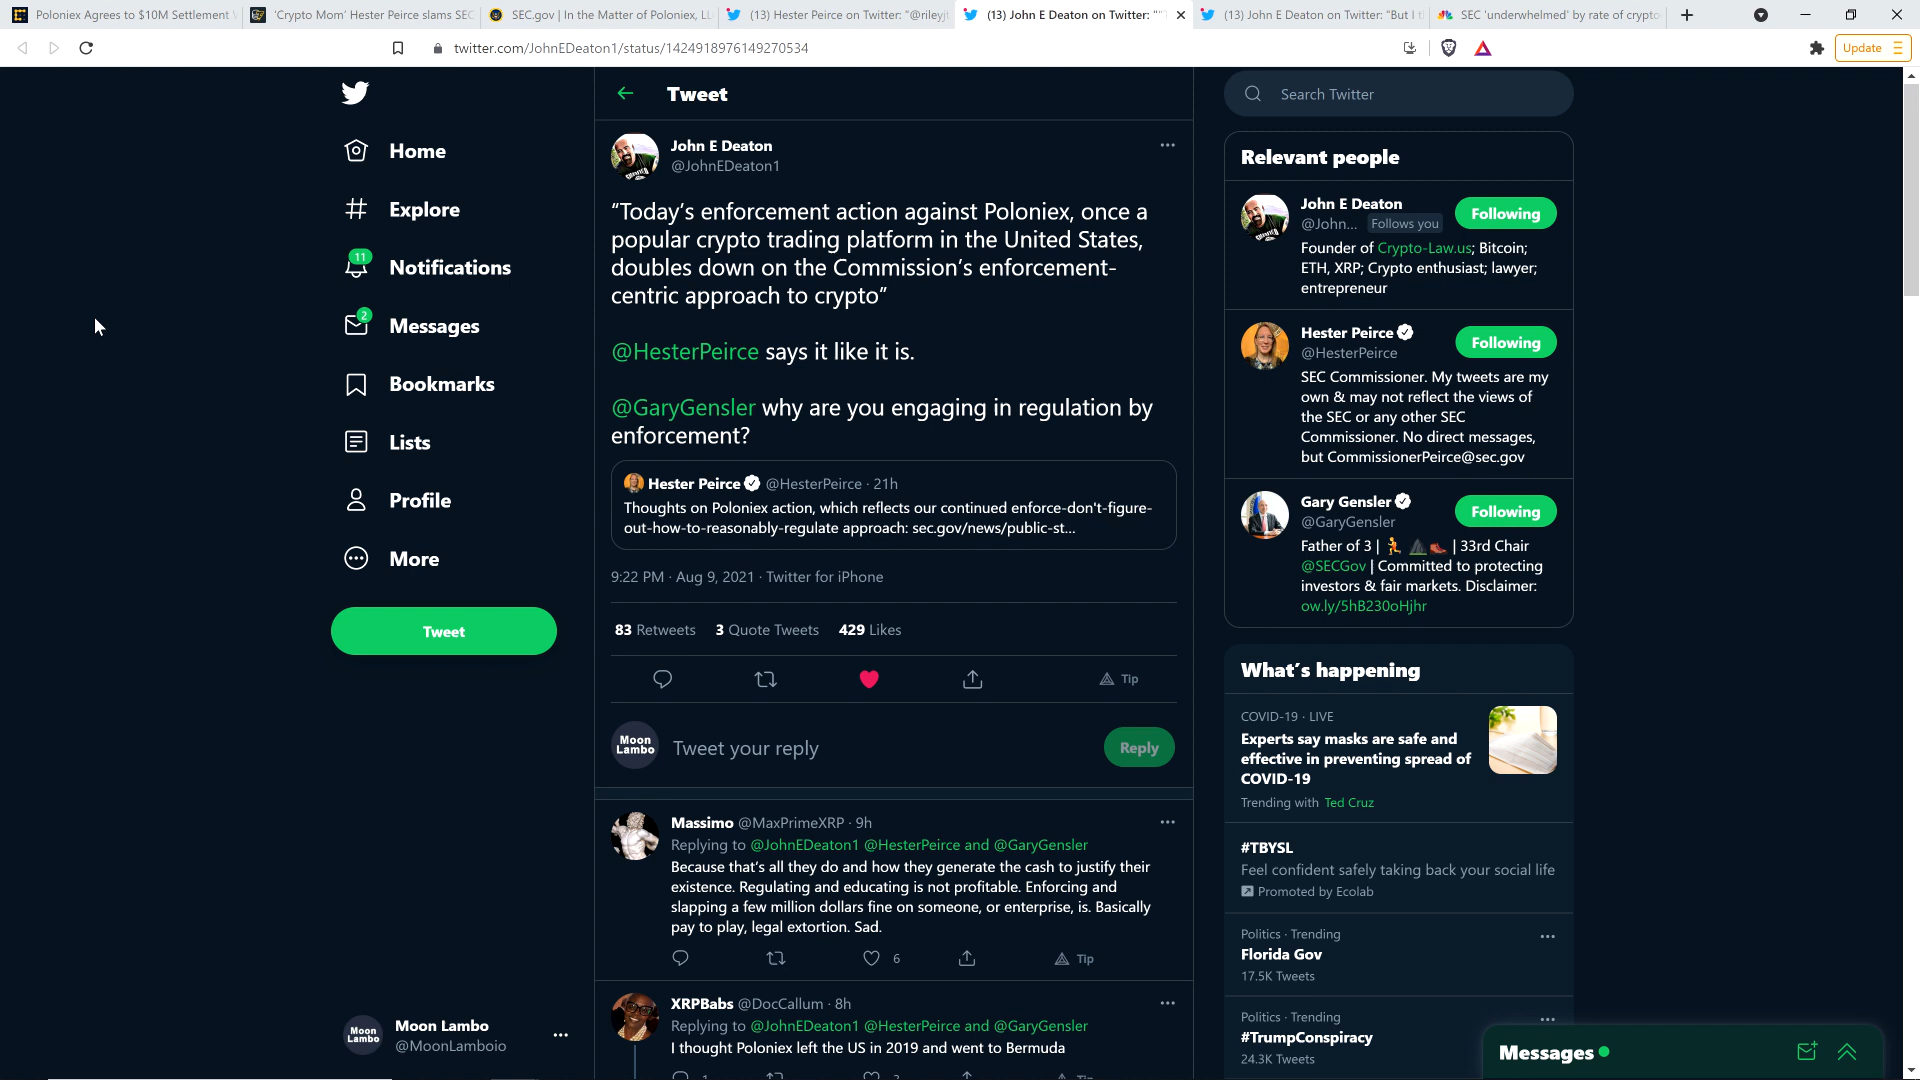 Poloniex Agrees to $10M Settlement
'Crypto Mom' Hester Peirce slams SEC
SEC.gov | In the Matter of Poloniex, LL
(13) Hester Peirce on Twitter: "@rileyjt
(13) John E Deaton on Twitter: "
(13) John E Deaton on Twitter: "But I t
SEC 'underwhelmed' by rate of crypto
twitter.com/JohnEDeaton1/status/1424918976149270534
Update
Home
Explore
11
Notifications
2
Messages
Bookmarks
Lists
Profile
More
Tweet
Moon Lambo
Moon Lambo
@MoonLamboio
Tweet
John E Deaton
@JohnEDeaton1
“Today’s enforcement action against Poloniex, once a
popular crypto trading platform in the United States,
doubles down on the Commission’s enforcement-
centric approach to crypto”
@HesterPeirce says it like it is.
@GaryGensler why are you engaging in regulation by
enforcement?
Hester Peirce @HesterPeirce · 21h
Thoughts on Poloniex action, which reflects our continued enforce-don't-figure-
out-how-to-reasonably-regulate approach: sec.gov/news/public-st...
9:22 PM · Aug 9, 2021 · Twitter for iPhone
83 Retweets 3 Quote Tweets 429 Likes
Tip
Moon Lambo
Tweet your reply
Reply
Massimo @MaxPrimeXRP · 9h
Replying to @JohnEDeaton1 @HesterPeirce and @GaryGensler
Because that’s all they do and how they generate the cash to justify their
existence. Regulating and educating is not profitable. Enforcing and
slapping a few million dollars fine on someone, or enterprise, is. Basically
pay to play, legal extortion. Sad.
6
Tip
XRPBabs @DocCallum · 8h
Replying to @JohnEDeaton1 @HesterPeirce and @GaryGensler
I thought Poloniex left the US in 2019 and went to Bermuda
Search Twitter
Relevant people
John E Deaton
@John... Follows you
Following
Founder of Crypto-Law.us; Bitcoin;
ETH, XRP; Crypto enthusiast; lawyer;
entrepreneur
Hester Peirce
@HesterPeirce
Following
SEC Commissioner. My tweets are my
own & may not reflect the views of
the SEC or any other SEC
Commissioner. No direct messages,
but CommissionerPeirce@sec.gov
Gary Gensler
@GaryGensler
Following
Father of 3 | 🏃 ⛰🥾 | 33rd Chair
@SECGov | Committed to protecting
investors & fair markets. Disclaimer:
ow.ly/5hB230oHjhr
What’s happening
COVID-19 · LIVE
Experts say masks are safe and
effective in preventing spread of
COVID-19
Trending with Ted Cruz
#TBYSL
Feel confident safely taking back your social life
Promoted by Ecolab
Politics · Trending
Florida Gov
17.5K Tweets
Politics · Trending
#TrumpConspiracy
24.3K Tweets
Messages